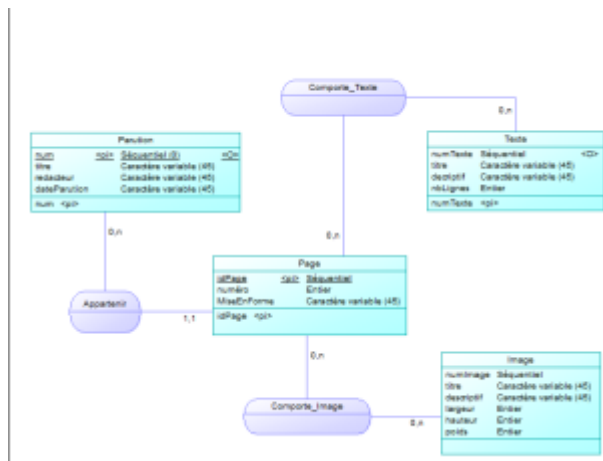 Comporte_Texte
0,n
Parution
num <pi> Séquentiel (8) <O>
titre Caractère variable (45)
redacteur Caractère variable (45)
dateParution Caractère variable (45)
num <pi>
Texte
numTexte Séquentiel <O>
titre Caractère variable (45)
decriptif Caractère variable (45)
nbLignes Entier
numTexte <pi>
0,n
0,n
Page
idPage <pi> Séquentiel
numéro Entier
MiseEnForme Caractère variable (45)
idPage <pi>
Appartenir
1,1
0,n
Image
numImage Séquentiel
titre Caractère variable (45)
descriptif Caractère variable (45)
largeur Entier
hauteur Entier
poids Entier
Comporte_Image
0,n